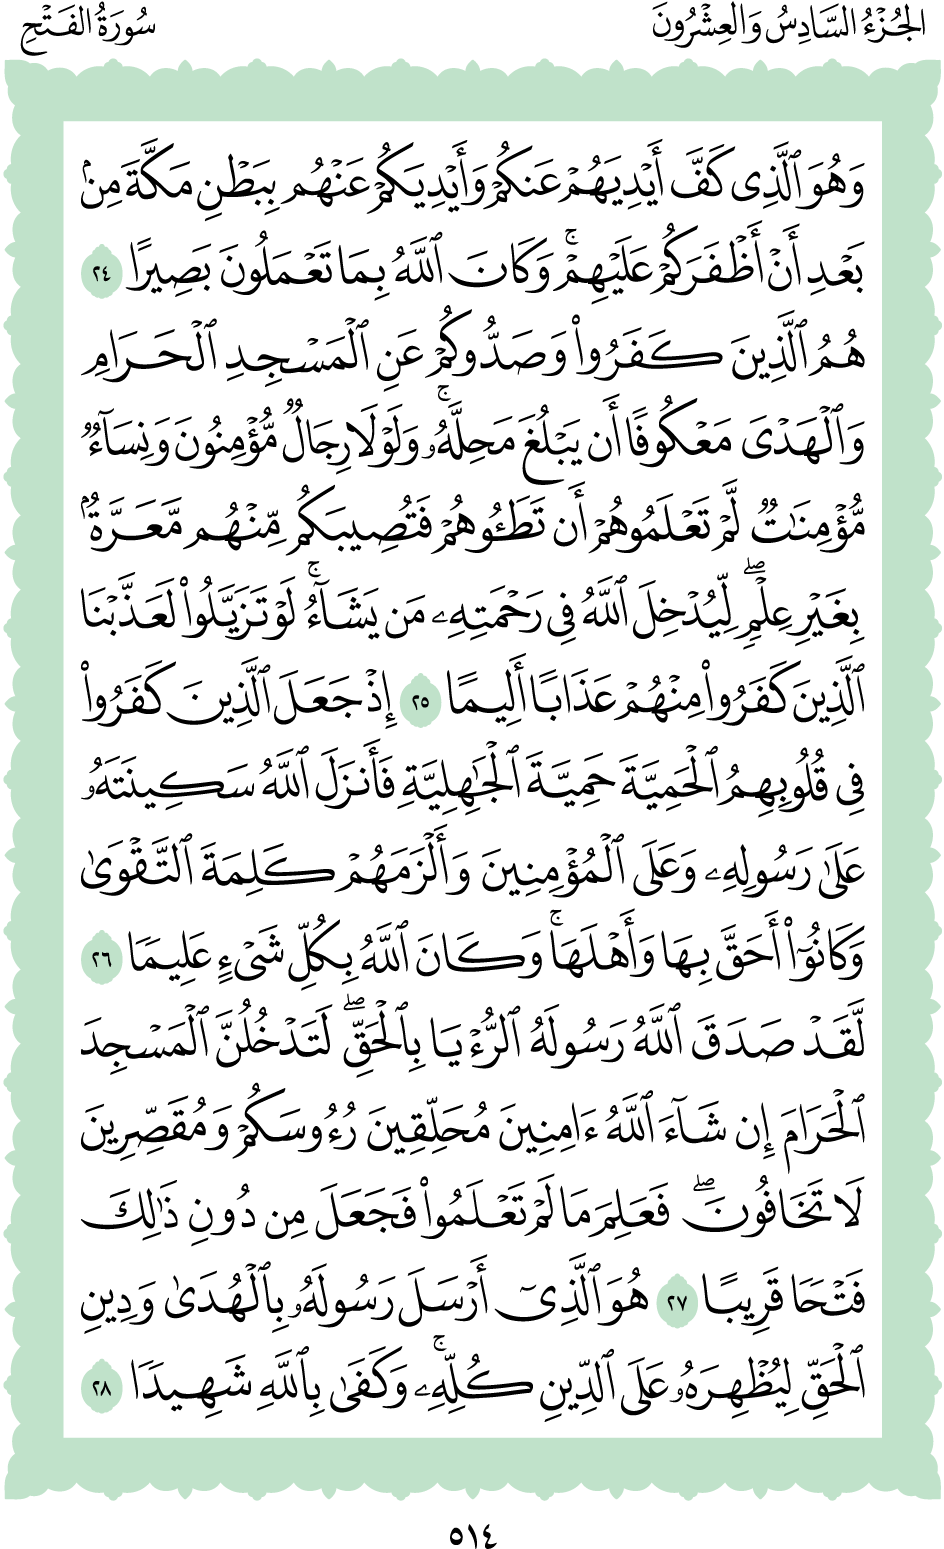 الجُزْءُ السَّادِسُ وَالْعِشْرُونَ
سُورَةُ الفَتْحِ
وَهُوَ ٱلَّذِى كَفَّ أَيْدِيَهُمْ عَنكُمْ وَأَيْدِيَكُمْ عَنْهُم بِبَطْنِ مَكَّةَ مِنۢ
بَعْدِ أَنْ أَظْفَرَكُمْ عَلَيْهِمْ ۚ وَكَانَ ٱللَّهُ بِمَا تَعْمَلُونَ بَصِيرًا ٢٤
هُمُ ٱلَّذِينَ كَفَرُوا۟ وَصَدُّوكُمْ عَنِ ٱلْمَسْجِدِ ٱلْحَرَامِ
وَٱلْهَدْىَ مَعْكُوفًا أَن يَبْلُغَ مَحِلَّهُۥ ۚ وَلَوْلَا رِجَالٌ مُّؤْمِنُونَ وَنِسَآءٌ
مُّؤْمِنَـٰتٌ لَّمْ تَعْلَمُوهُمْ أَن تَطَـُٔوهُمْ فَتُصِيبَكُم مِّنْهُم مَّعَرَّةٌۢ
بِغَيْرِ عِلْمٍ ۖ لِّيُدْخِلَ ٱللَّهُ فِى رَحْمَتِهِۦ مَن يَشَآءُ ۚ لَوْ تَزَيَّلُوا۟ لَعَذَّبْنَا
ٱلَّذِينَ كَفَرُوا۟ مِنْهُمْ عَذَابًا أَلِيمًا ٢٥ إِذْ جَعَلَ ٱلَّذِينَ كَفَرُوا۟
فِى قُلُوبِهِمُ ٱلْحَمِيَّةَ حَمِيَّةَ ٱلْجَـٰهِلِيَّةِ فَأَنزَلَ ٱللَّهُ سَكِينَتَهُۥ
عَلَىٰ رَسُولِهِۦ وَعَلَى ٱلْمُؤْمِنِينَ وَأَلْزَمَهُمْ كَلِمَةَ ٱلتَّقْوَىٰ
وَكَانُوٓا۟ أَحَقَّ بِهَا وَأَهْلَهَا ۚ وَكَانَ ٱللَّهُ بِكُلِّ شَىْءٍ عَلِيمًا ٢٦
لَّقَدْ صَدَقَ ٱللَّهُ رَسُولَهُ ٱلرُّءْيَا بِٱلْحَقِّ ۖ لَتَدْخُلُنَّ ٱلْمَسْجِدَ
ٱلْحَرَامَ إِن شَآءَ ٱللَّهُ ءَامِنِينَ مُحَلِّقِينَ رُءُوسَكُمْ وَمُقَصِّرِينَ
لَا تَخَافُونَ ۖ فَعَلِمَ مَا لَمْ تَعْلَمُوا۟ فَجَعَلَ مِن دُونِ ذَٰلِكَ
فَتْحًا قَرِيبًا ٢٧ هُوَ ٱلَّذِىٓ أَرْسَلَ رَسُولَهُۥ بِٱلْهُدَىٰ وَدِينِ
ٱلْحَقِّ لِيُظْهِرَهُۥ عَلَى ٱلدِّينِ كُلِّهِۦ ۚ وَكَفَىٰ بِٱللَّهِ شَهِيدًا ٢٨
٥١٤